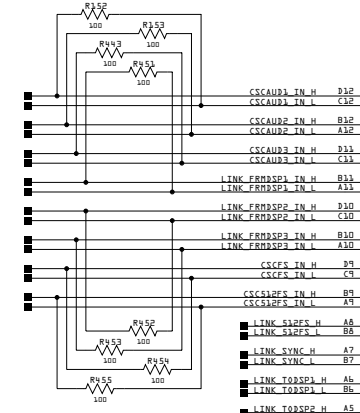 R152
100
R153
100
R443
100
R451
100
CSCAUD1_IN_H D12
CSCAUD1_IN_L C12
CSCAUD2_IN_H B12
CSCAUD2_IN_L A12
CSCAUD3_IN_H D11
CSCAUD3_IN_L C11
LINK_FRMDSP1_IN_H B11
LINK_FRMDSP1_IN_L A11
LINK_FRMDSP2_IN_H D10
LINK_FRMDSP2_IN_L C10
LINK_FRMDSP3_IN_H B10
LINK_FRMDSP3_IN_L A10
CSCFS_IN_H D9
CSCFS_IN_L C9
CSC512FS_IN_H B9
CSC512FS_IN_L A9
R452
100
R453
100
R454
100
R455
100
LINK_512FS_H A8
LINK_512FS_L B8
LINK_SYNC_H A7
LINK_SYNC_L B7
LINK_TODSP1_H A6
LINK_TODSP1_L B6
LINK_TODSP2_H A5